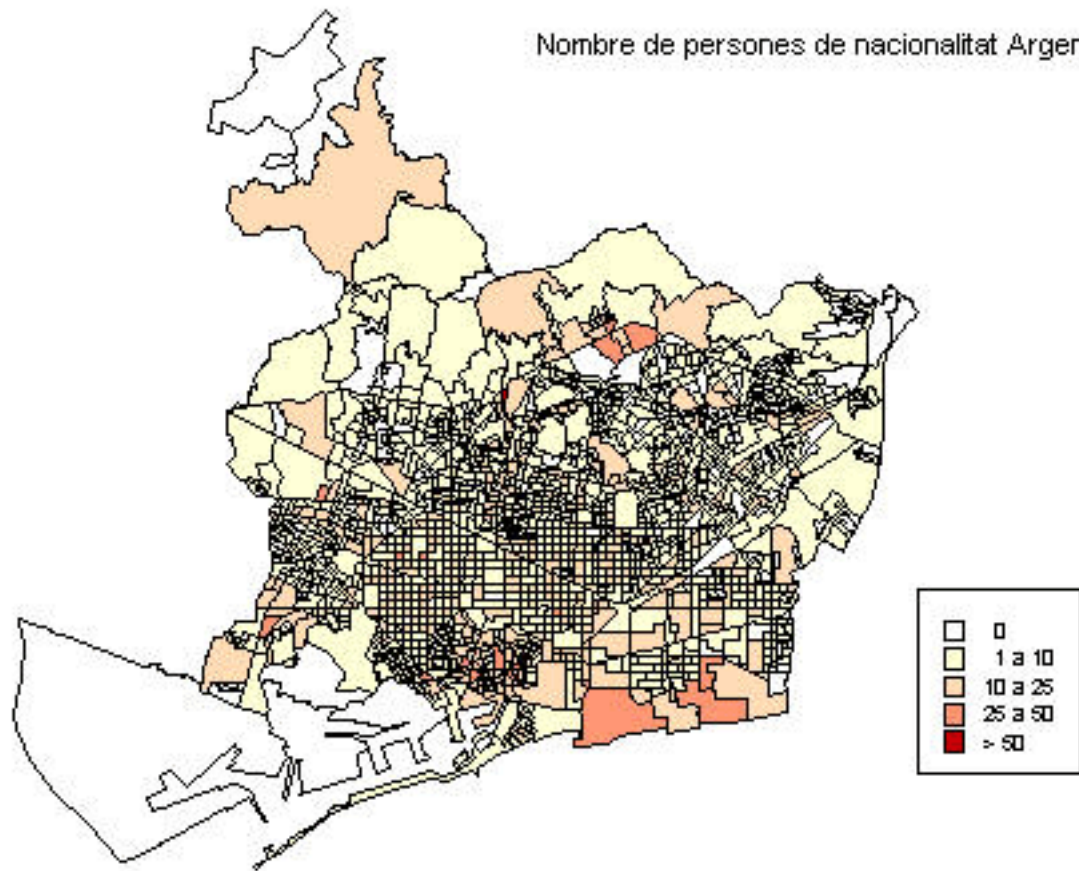 Nombre de persones de nacionalitat Argen
0
1 a 10
10 a 25
25 a 50
> 50